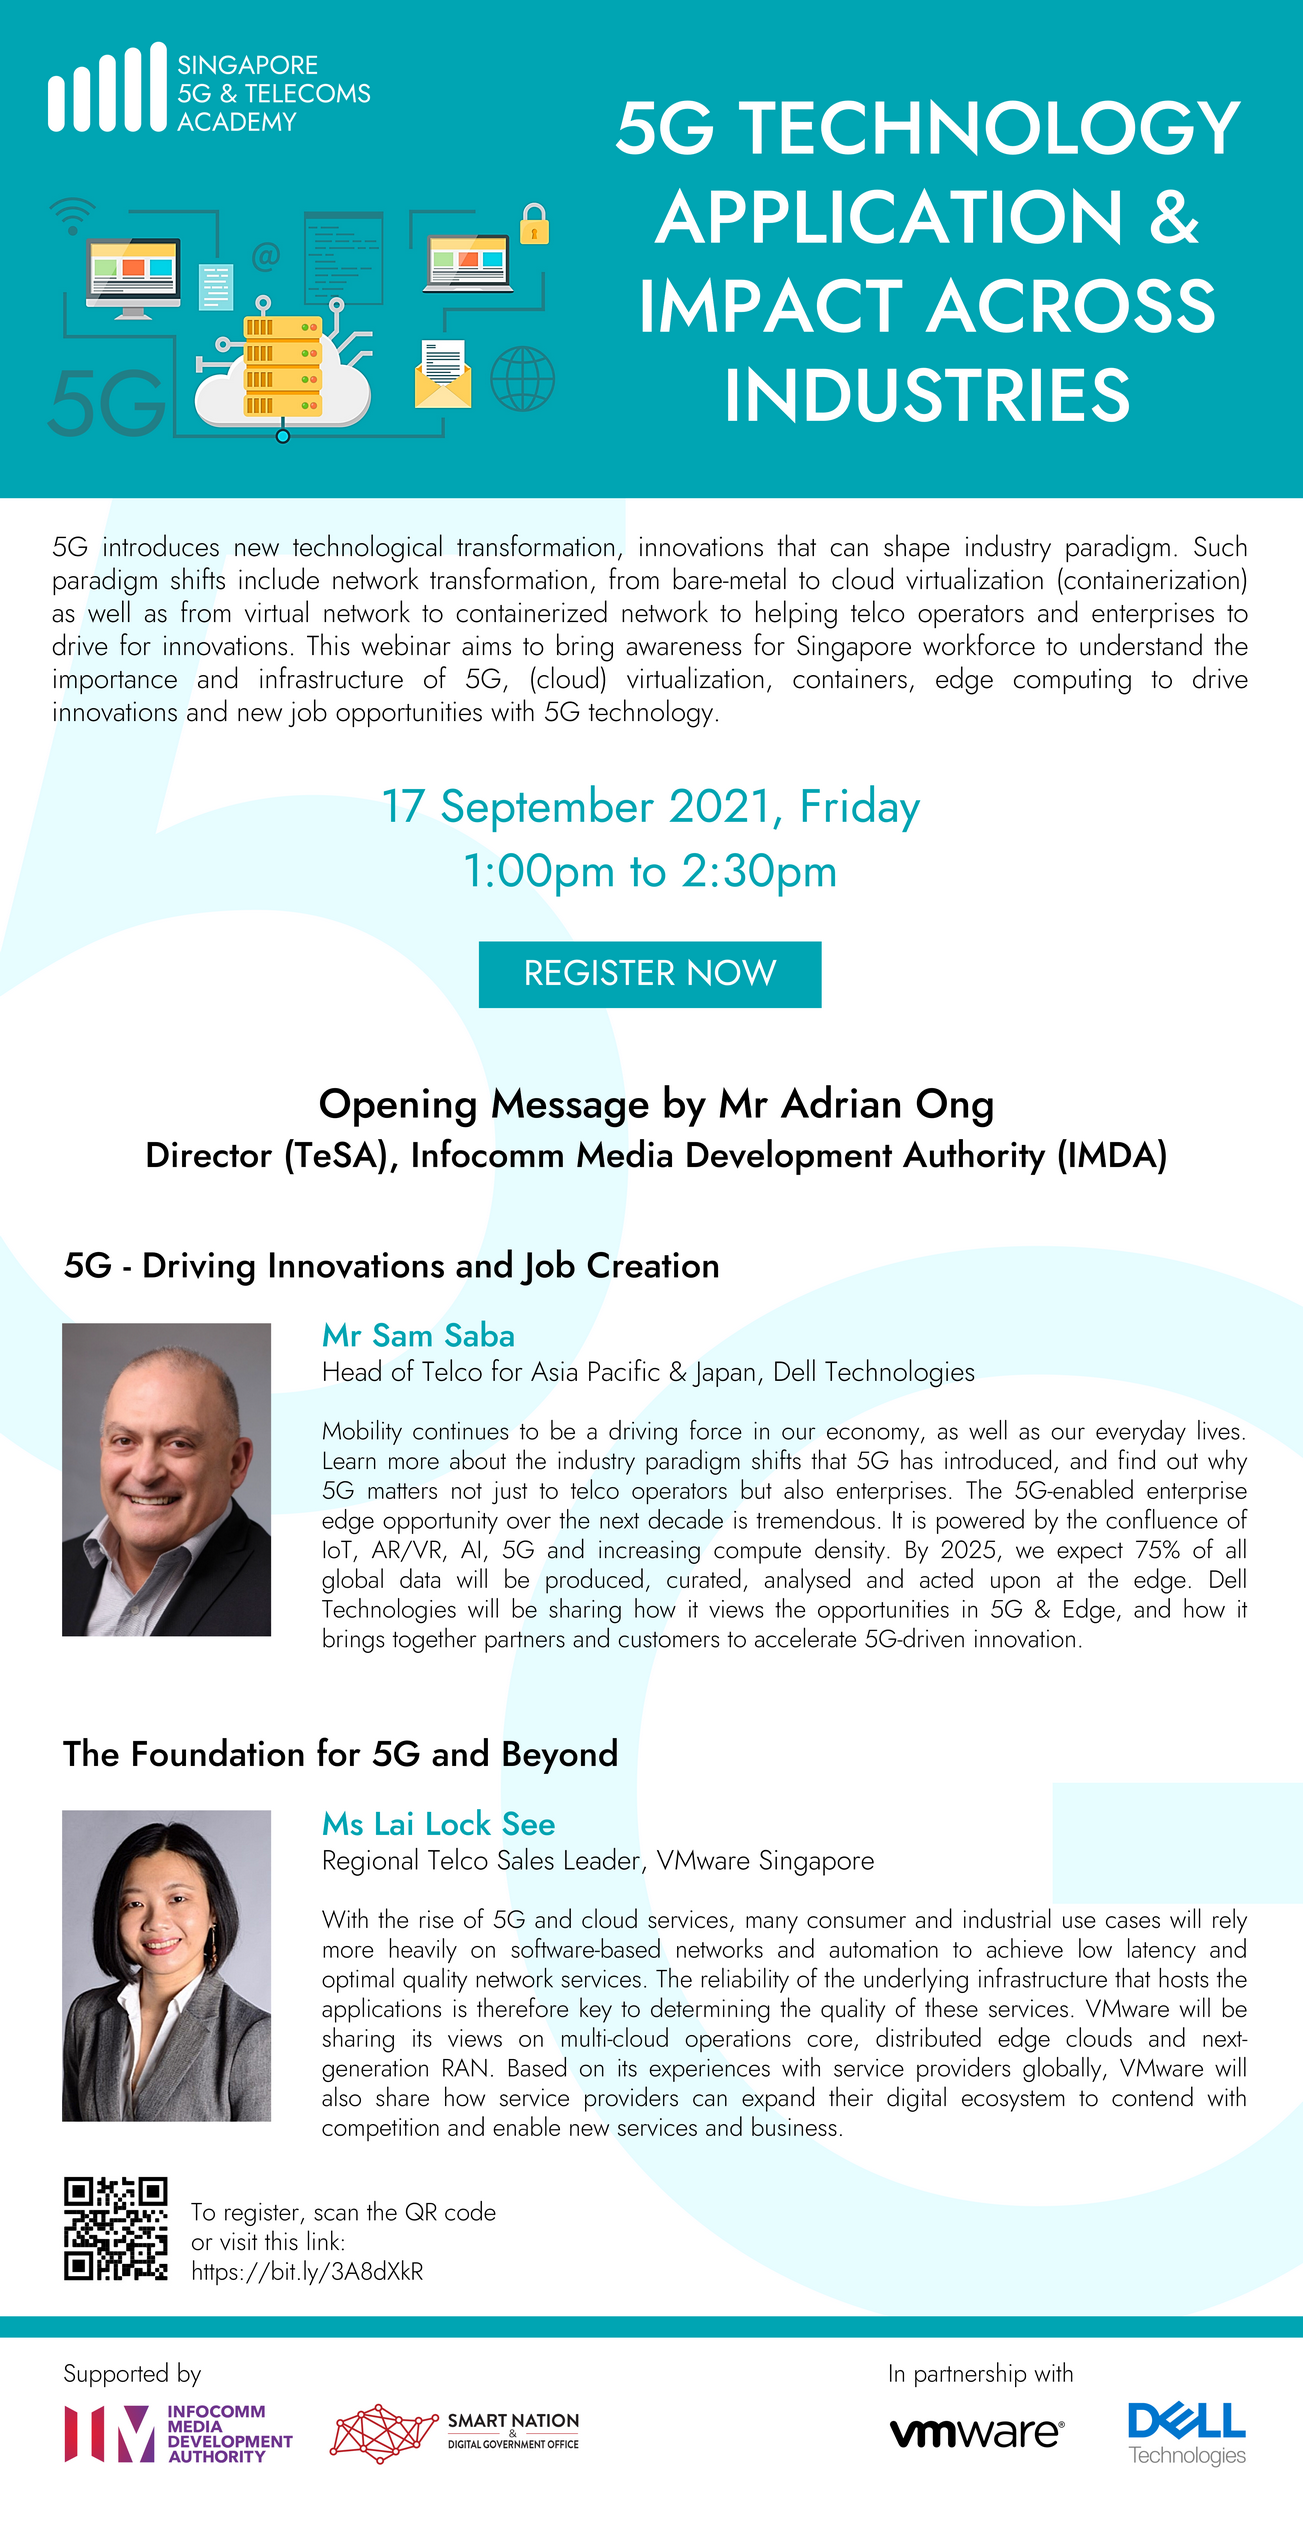 SINGAPORE
5G & TELECOMS
ACADEMY
5G TECHNOLOGY
APPLICATION &
IMPACT ACROSS
INDUSTRIES
@
5G
5G introduces new technological transformation, innovations that can shape industry paradigm. Such
paradigm shifts include network transformation, from bare-metal to cloud virtualization (containerization)
as well as from virtual network to containerized network to helping telco operators and enterprises to
drive for innovations. This webinar aims to bring awareness for Singapore workforce to understand the
importance and infrastructure of 5G, (cloud) virtualization, containers, edge computing to drive
innovations and new job opportunities with 5G technology.
17 September 2021, Friday
1:00pm to 2:30pm
REGISTER NOW
Opening Message by Mr Adrian Ong
Director (TeSA), Infocomm Media Development Authority (IMDA)
5G - Driving Innovations and Job Creation
Mr Sam Saba
Head of Telco for Asia Pacific & Japan, Dell Technologies
Mobility continues to be a driving force in our economy, as well as our everyday lives.
Learn more about the industry paradigm shifts that 5G has introduced, and find out why
5G matters not just to telco operators but also enterprises. The 5G-enabled enterprise
edge opportunity over the next decade is tremendous. It is powered by the confluence of
IoT, AR/VR, AI, 5G and increasing compute density. By 2025, we expect 75% of all
global data will be produced, curated, analysed and acted upon at the edge. Dell
Technologies will be sharing how it views the opportunities in 5G & Edge, and how it
brings together partners and customers to accelerate 5G-driven innovation.
The Foundation for 5G and Beyond
Ms Lai Lock See
Regional Telco Sales Leader, VMware Singapore
With the rise of 5G and cloud services, many consumer and industrial use cases will rely
more heavily on software-based networks and automation to achieve low latency and
optimal quality network services. The reliability of the underlying infrastructure that hosts the
applications is therefore key to determining the quality of these services. VMware will be
sharing its views on multi-cloud operations core, distributed edge clouds and next-
generation RAN. Based on its experiences with service providers globally, VMware will
also share how service providers can expand their digital ecosystem to contend with
competition and enable new services and business.
To register, scan the QR code
or visit this link:
https://bit.ly/3A8dXkR
Supported by
In partnership with
INFOCOMM
MEDIA
DEVELOPMENT
AUTHORITY
SMART NATION
&
DIGITAL GOVERNMENT OFFICE
vmware®
DELL
Technologies